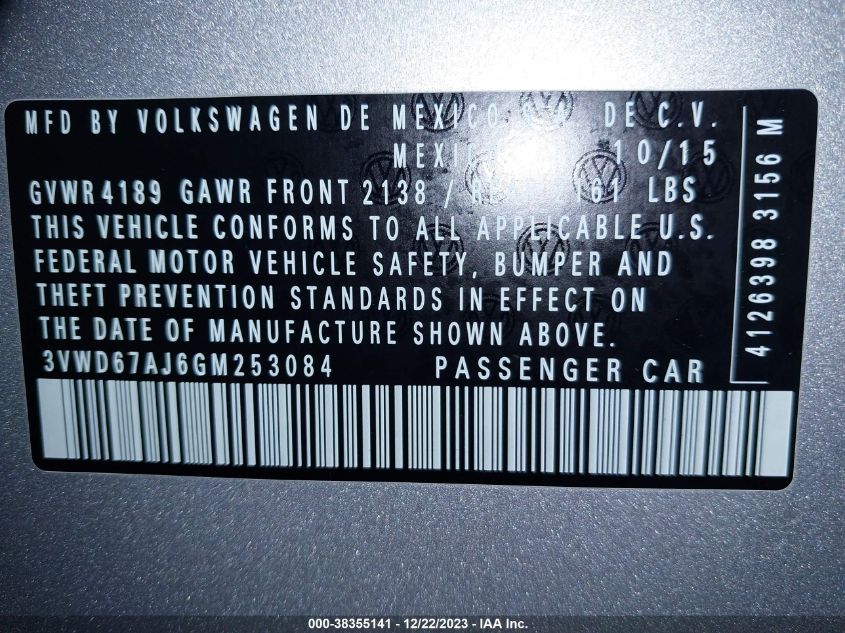 MFD BY VOLKSWAGEN DE MEXICO, DE C.V.
10/15
GVWR 4189 GAWR FRONT 2138 / LBS
THIS VEHICLE CONFORMS TO ALL APPLICABLE U.S.
FEDERAL MOTOR VEHICLE SAFETY, BUMPER AND
THEFT PREVENTION STANDARDS IN EFFECT ON
THE DATE OF MANUFACTURE SHOWN ABOVE.
3VWD67AJ6GM253084 PASSENGER CAR
4126398 3156 M
000-38355141 - 12/22/2023 - IAA Inc.